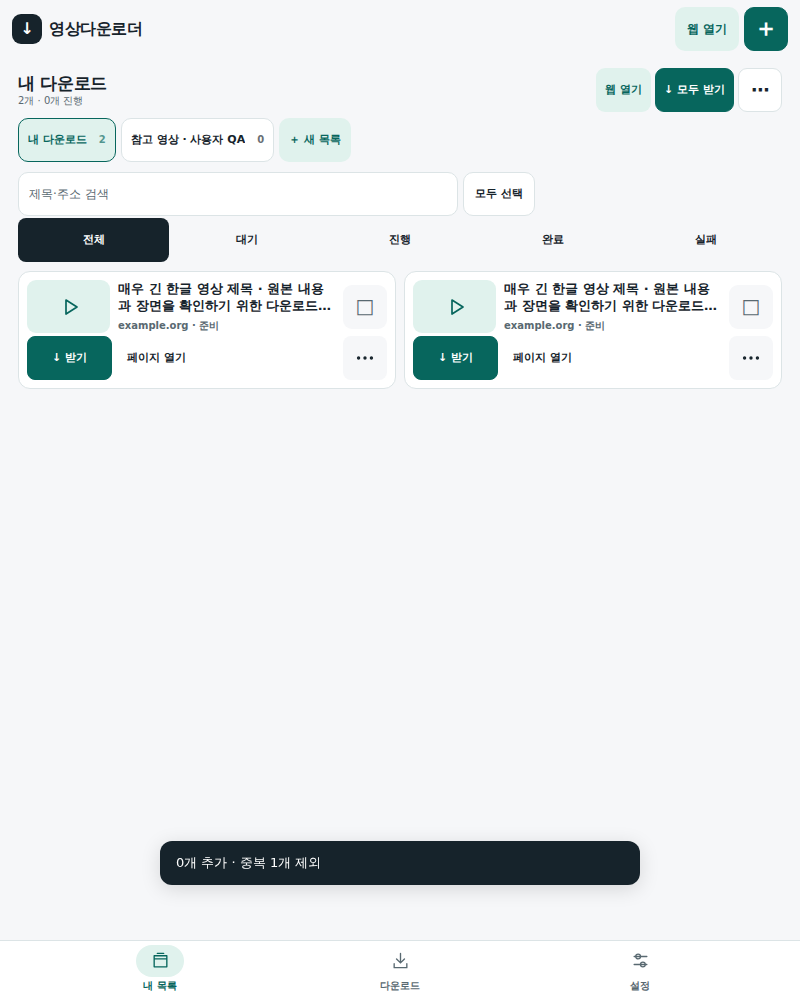 ↓ 영상다운로더
웹 열기 +
내 다운로드
2개 · 0개 진행
웹 열기 ↓ 모두 받기 ⋯
내 다운로드 2 참고 영상 · 사용자 QA 0 + 새 목록
제목·주소 검색 모두 선택
전체 대기 진행 완료 실패
매우 긴 한글 영상 제목 · 원본 내용
과 장면을 확인하기 위한 다운로드…
example.org · 준비
↓ 받기 페이지 열기 ⋯
매우 긴 한글 영상 제목 · 원본 내용
과 장면을 확인하기 위한 다운로드…
example.org · 준비
↓ 받기 페이지 열기 ⋯
0개 추가 · 중복 1개 제외
내 목록 다운로드 설정